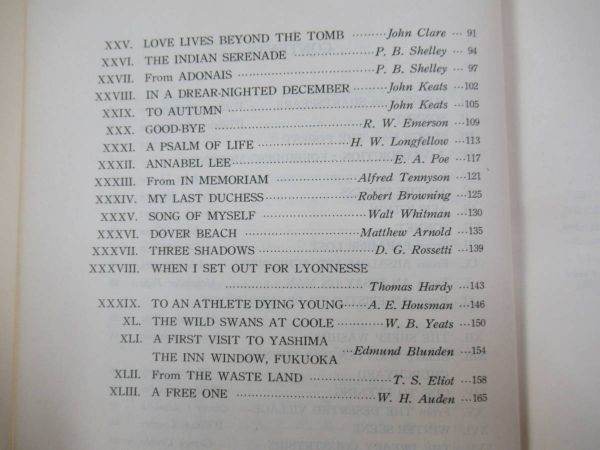 XXV. LOVE LIVES BEYOND THE TOMB ......John Clare ...91
XXVI. THE INDIAN SERENADE ..................P. B. Shelley ...94
XXVII. From ADONAIS ..............................P. B. Shelley ...97
XXVIII. IN A DREAR-NIGHTED DECEMBER ......John Keats ...102
XXIX. TO AUTUMN ..............................John Keats ...105
XXX. GOOD-BYE ..............................R. W. Emerson ...109
XXXI. A PSALM OF LIFE ..................H. W. Longfellow ...113
XXXII. ANNABEL LEE..............................E. A. Poe ...117
XXXIII. From IN MEMORIAM ..................Alfred Tennyson ...121
XXXIV. MY LAST DUCHESS..................Robert Browning ...125
XXXV. SONG OF MYSELF ..................Walt Whitman ...130
XXXVI. DOVER BEACH ..................Matthew Arnold ...135
XXXVII. THREE SHADOWS..................D. G. Rossetti ...139
XXXVIII. WHEN I SET OUT FOR LYONNESSE
..............................Thomas Hardy ...143
XXXIX. TO AN ATHLETE DYING YOUNG......A. E. Housman ...146
XL. THE WILD SWANS AT COOLE ............W. B. Yeats ...150
XLI. A FIRST VISIT TO YASHIMA
THE INN WINDOW, FUKUOKA ...Edmund Blunden ...154
XLII. From THE WASTE LAND ..................T. S. Eliot ...158
XLIII. A FREE ONE ..............................W. H. Auden ...165